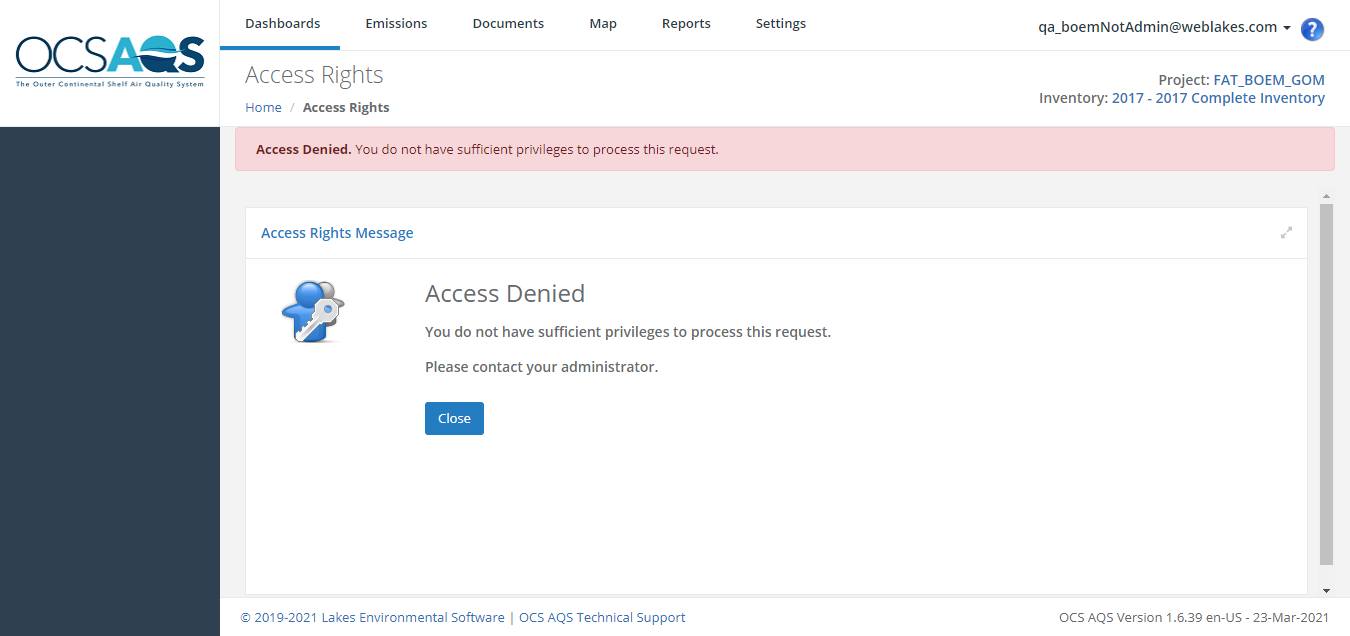 OCSAQS
The Outer Continental Shelf Air Quality System
Dashboards Emissions Documents Map Reports Settings
qa_boemNotAdmin@weblakes.com ?
Access Rights
Home / Access Rights
Project: FAT_BOEM_GOM
Inventory: 2017 - 2017 Complete Inventory
Access Denied. You do not have sufficient privileges to process this request.
Access Rights Message
Access Denied
You do not have sufficient privileges to process this request.
Please contact your administrator.
Close
© 2019-2021 Lakes Environmental Software | OCS AQS Technical Support
OCS AQS Version 1.6.39 en-US - 23-Mar-2021